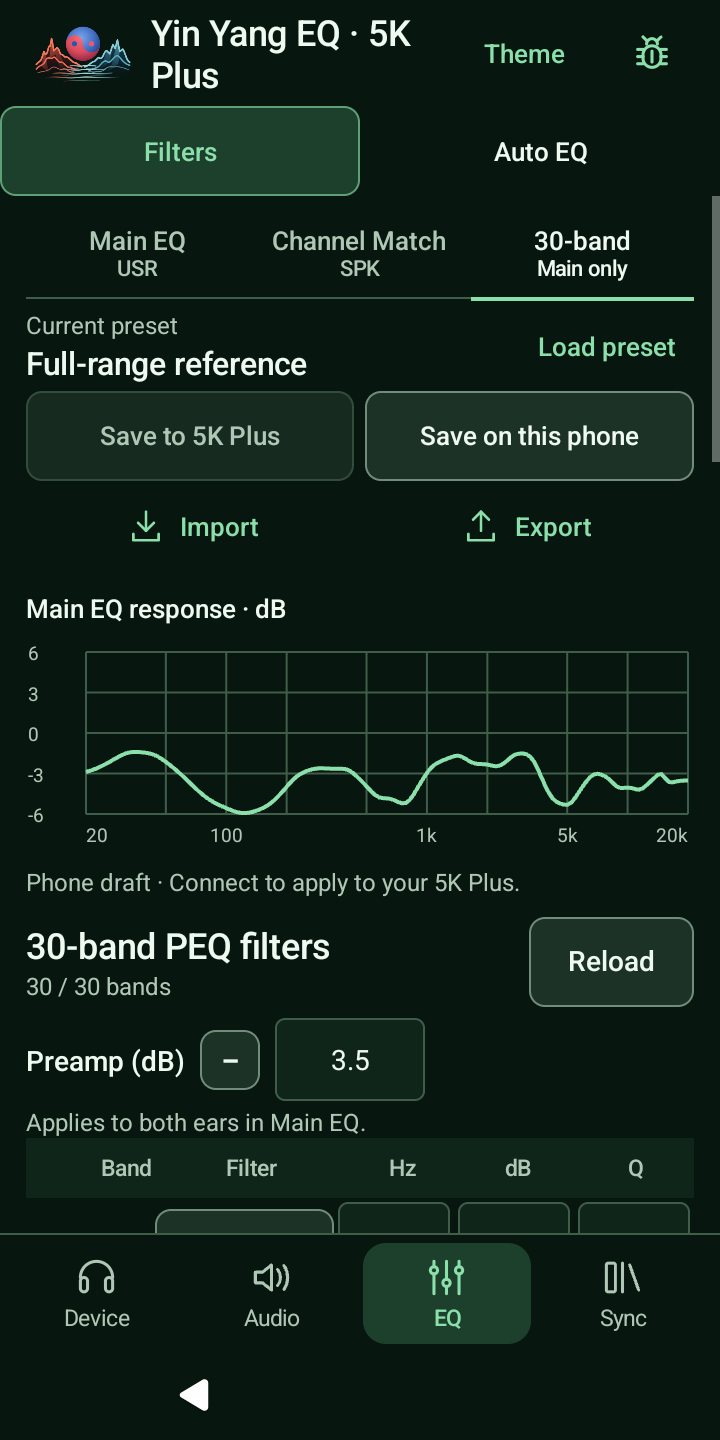 Yin Yang EQ · 5K
Plus
Theme
Filters
Auto EQ
Main EQ
USR
Channel Match
SPK
30-band
Main only
Current preset
Full-range reference
Load preset
Save to 5K Plus
Save on this phone
Import
Export
Main EQ response · dB
6
3
0
-3
-6
20
100
1k
5k
20k
Phone draft · Connect to apply to your 5K Plus.
30-band PEQ filters
30 / 30 bands
Reload
Preamp (dB)
−
3.5
Applies to both ears in Main EQ.
Band Filter Hz dB Q
Device
Audio
EQ
Sync